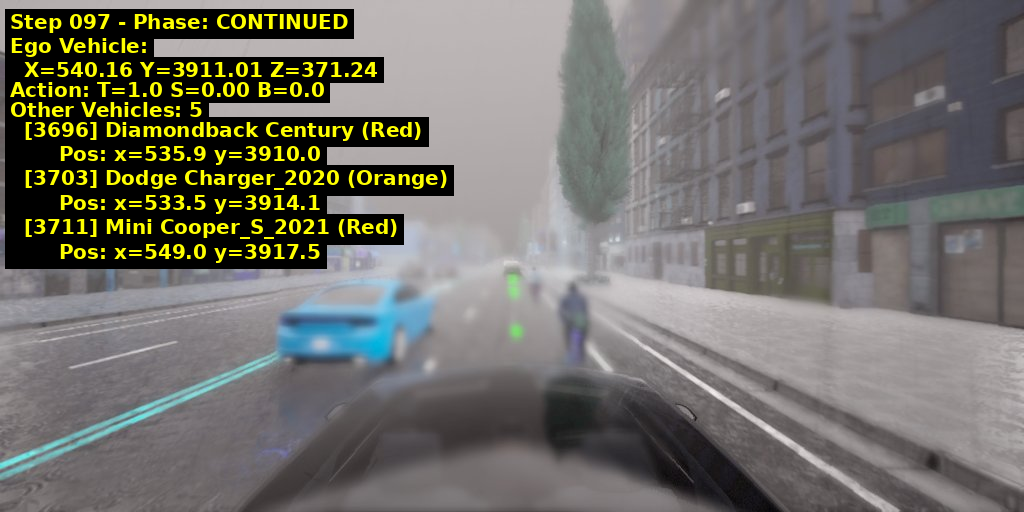 Step 097 - Phase: CONTINUED
Ego Vehicle:
X=540.16 Y=3911.01 Z=371.24
Action: T=1.0 S=0.00 B=0.0
Other Vehicles: 5
[3696] Diamondback Century (Red)
Pos: x=535.9 y=3910.0
[3703] Dodge Charger_2020 (Orange)
Pos: x=533.5 y=3914.1
[3711] Mini Cooper_S_2021 (Red)
Pos: x=549.0 y=3917.5